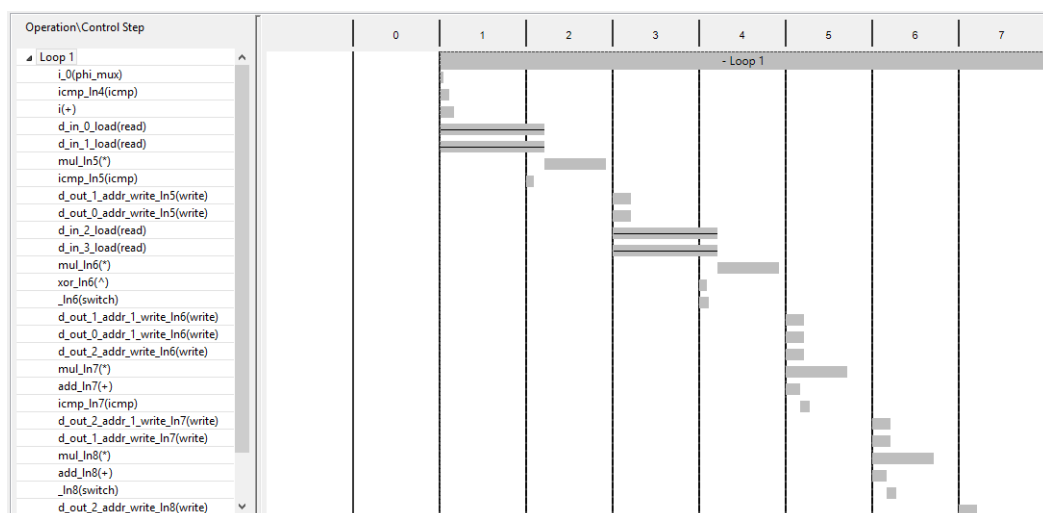 Operation\Control Step
0 1 2 3 4 5 6 7
Loop 1
- Loop 1
i_0(phi_mux)
icmp_ln4(icmp)
i(+)
d_in_0_load(read)
d_in_1_load(read)
mul_ln5(*)
icmp_ln5(icmp)
d_out_1_addr_write_ln5(write)
d_out_0_addr_write_ln5(write)
d_in_2_load(read)
d_in_3_load(read)
mul_ln6(*)
xor_ln6(^)
_ln6(switch)
d_out_1_addr_1_write_ln6(write)
d_out_0_addr_1_write_ln6(write)
d_out_2_addr_write_ln6(write)
mul_ln7(*)
add_ln7(+)
icmp_ln7(icmp)
d_out_2_addr_1_write_ln7(write)
d_out_1_addr_write_ln7(write)
mul_ln8(*)
add_ln8(+)
_ln8(switch)
d_out_2_addr_write_ln8(write)